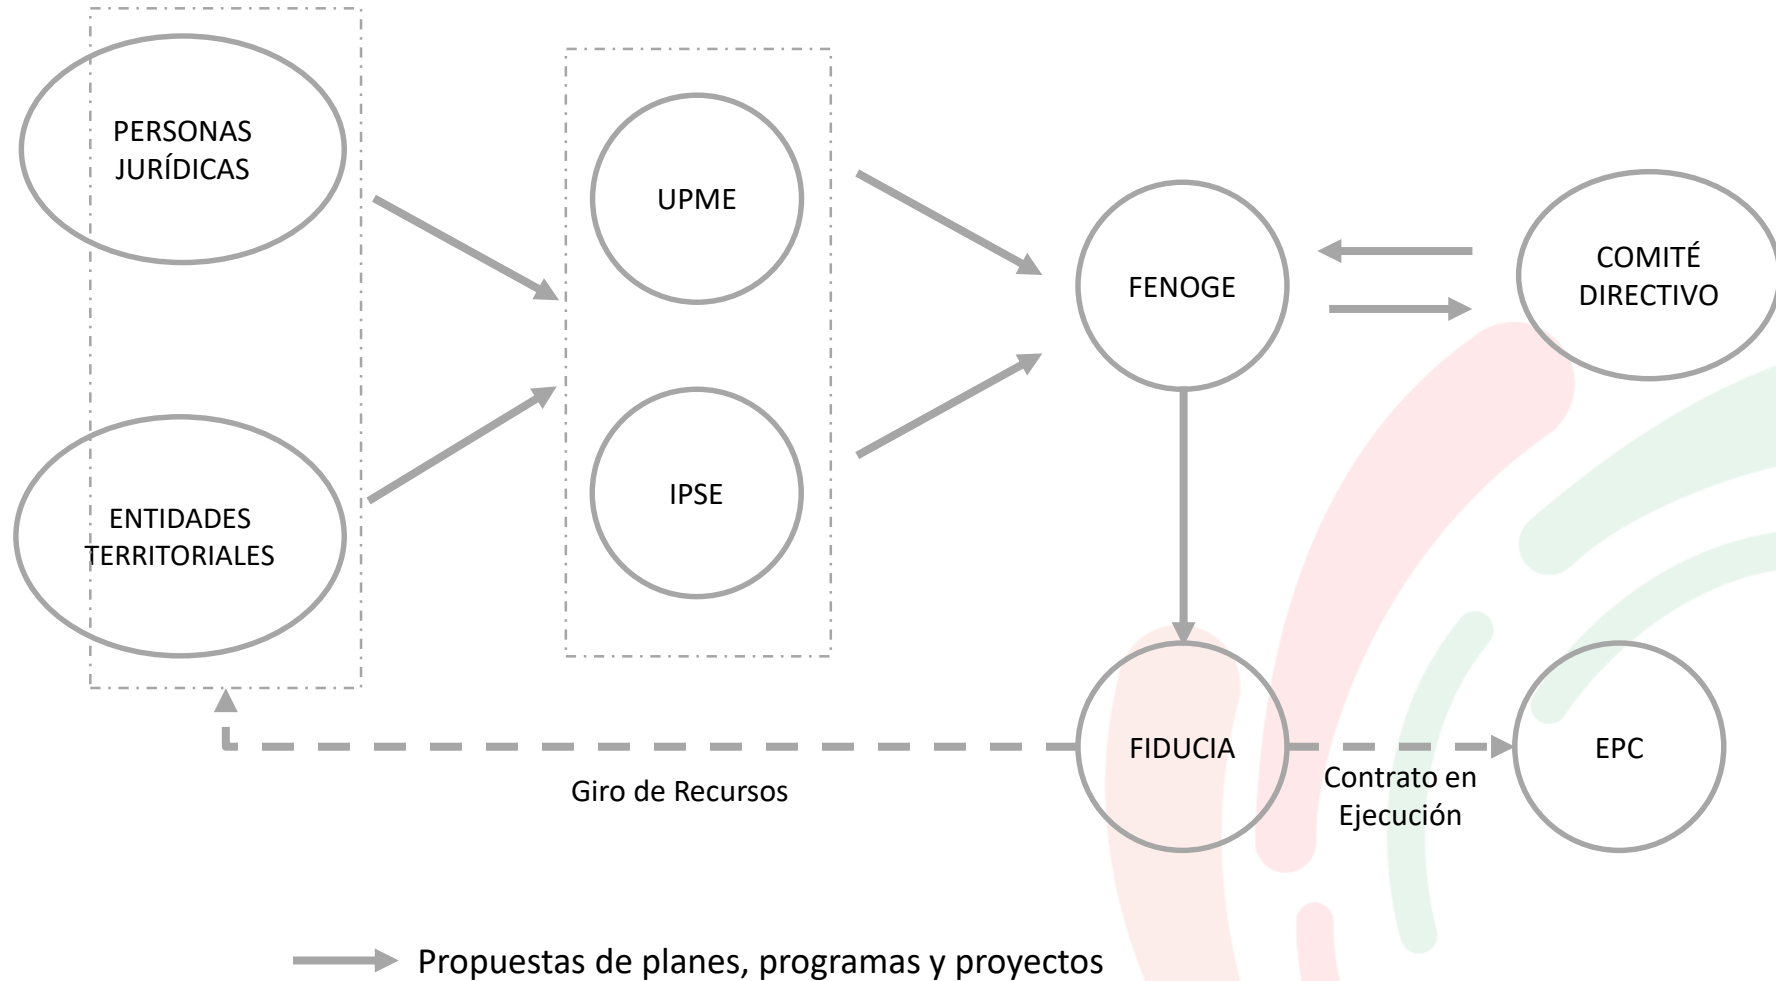 PERSONAS
JURÍDICAS
UPME
FENOGE
COMITÉ
DIRECTIVO
ENTIDADES
TERRITORIALES
IPSE
FIDUCIA
EPC
Giro de Recursos
Contrato en
Ejecución
Propuestas de planes, programas y proyectos